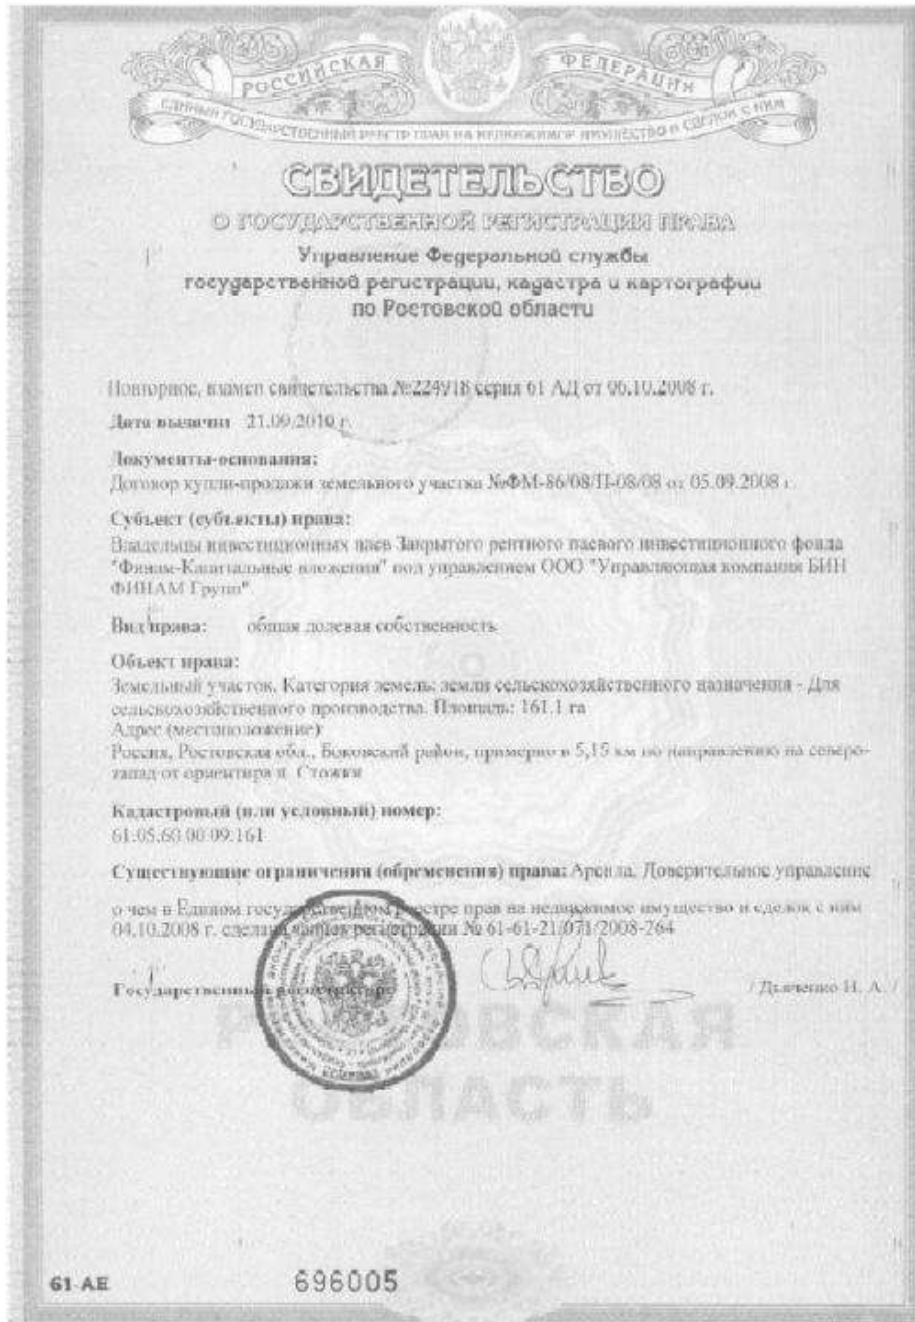 РОССИЙСКАЯ ФЕДЕРАЦИЯ
ЕДИНЫЙ ГОСУДАРСТВЕННЫЙ РЕЕСТР ПРАВ НА НЕДВИЖИМОЕ ИМУЩЕСТВО И СДЕЛОК С НИМ
СВИДЕТЕЛЬСТВО
О ГОСУДАРСТВЕННОЙ РЕГИСТРАЦИИ ПРАВА
Управление Федеральной службы
государственной регистрации, кадастра и картографии
по Ростовской области
Повторное, взамен свидетельства №224918 серия 61 АД от 06.10.2008 г.
Дата выдачи 21.09.2010 г.
Документы-основания:
Договор купли-продажи земельного участка №ФМ-86/08/П-08/08 от 05.09.2008 г.
Субъект (субъекты) права:
Владельцы инвестиционных паев Закрытого рентного паевого инвестиционного фонда
"Финам-Капитальные вложения" под управлением ООО "Управляющая компания БИН
ФИНАМ Групп"
Вид права: общая долевая собственность
Объект права:
Земельный участок. Категория земель: земли сельскохозяйственного назначения - Для
сельскохозяйственного производства. Площадь: 161.1 га
Адрес (местоположение):
Россия, Ростовская обл., Боковский район, примерно в 5,15 км по направлению на северо-
запад от ориентира п. Стожки
Кадастровый (или условный) номер:
61:05:60 00 09:161
Существующие ограничения (обременения) права: Аренда, Доверительное управление
о чем в Едином государственном реестре прав на недвижимое имущество и сделок с ним
04.10.2008 г. сделана запись регистрации № 61-61-21/071/2008-264
Государственный регистратор / Дьяченко Н. А. /
РОСТОВСКАЯ
ОБЛАСТЬ
61-АЕ 696005